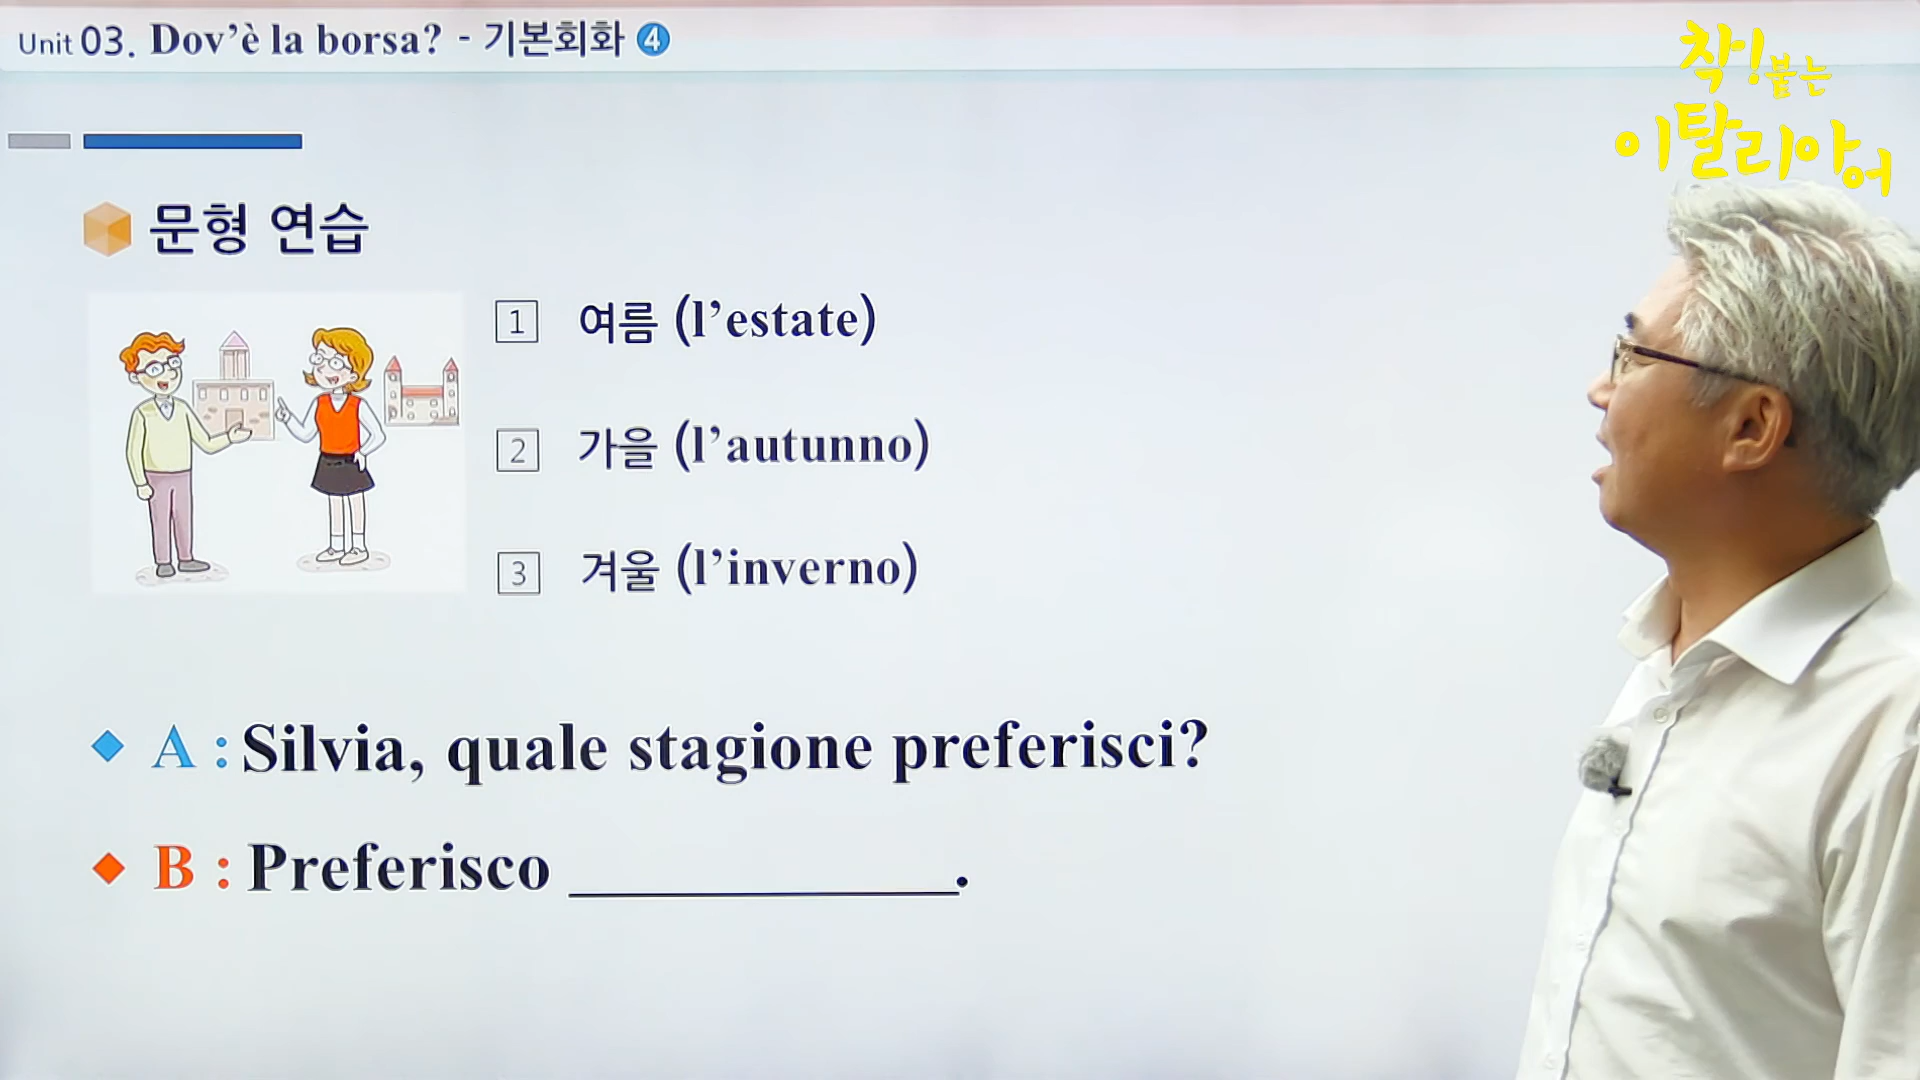 Unit 03. Dov’è la borsa? - 기본회화 4
착! 붙는
이탈리아어
문형 연습
1 여름 (l’estate)
2 가을 (l’autunno)
3 겨울 (l’inverno)
A : Silvia, quale stagione preferisci?
B : Preferisco ____________.